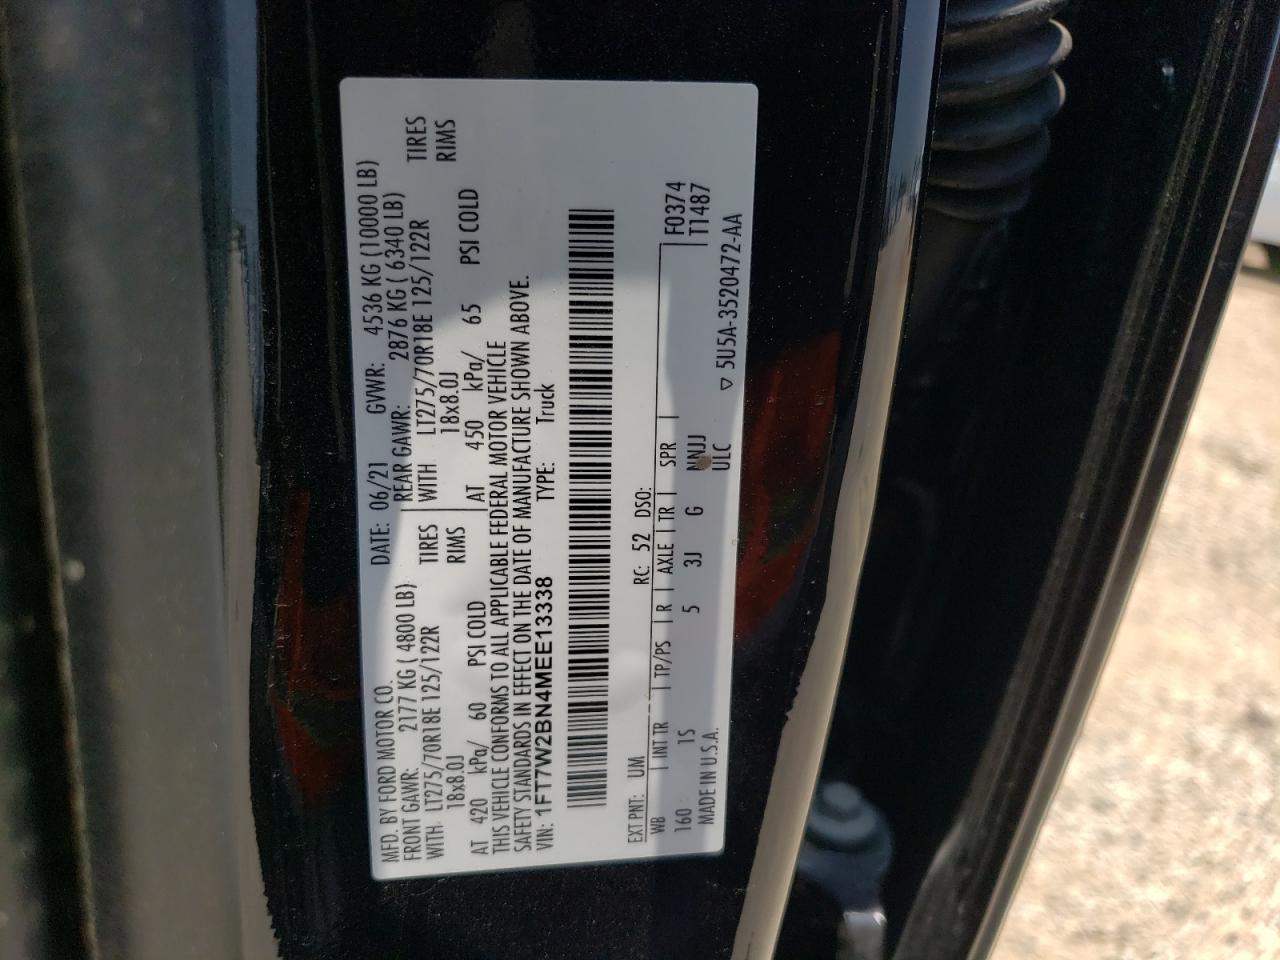 MFD. BY FORD MOTOR CO. DATE: 06/21 GVWR: 4536 KG (10000 LB)
FRONT GAWR: 2177 KG ( 4800 LB) REAR GAWR: 2876 KG ( 6340 LB)
WITH LT275/70R18E 125/122R TIRES WITH LT275/70R18E 125/122R TIRES
18x8.0J RIMS 18x8.0J RIMS
AT 420 kPa/ 60 PSI COLD AT 450 kPa/ 65 PSI COLD
THIS VEHICLE CONFORMS TO ALL APPLICABLE FEDERAL MOTOR VEHICLE
SAFETY STANDARDS IN EFFECT ON THE DATE OF MANUFACTURE SHOWN ABOVE.
VIN: 1FT7W2BN4MEE13338 TYPE: Truck
EXT PNT: UM RC: 52 DSO:
WB INT TR TP/PS R AXLE TR SPR F0374
160 1S 5 3J G NNJJ T1487
MADE IN U.S.A. ULC ▽ 5U5A-3520472-AA